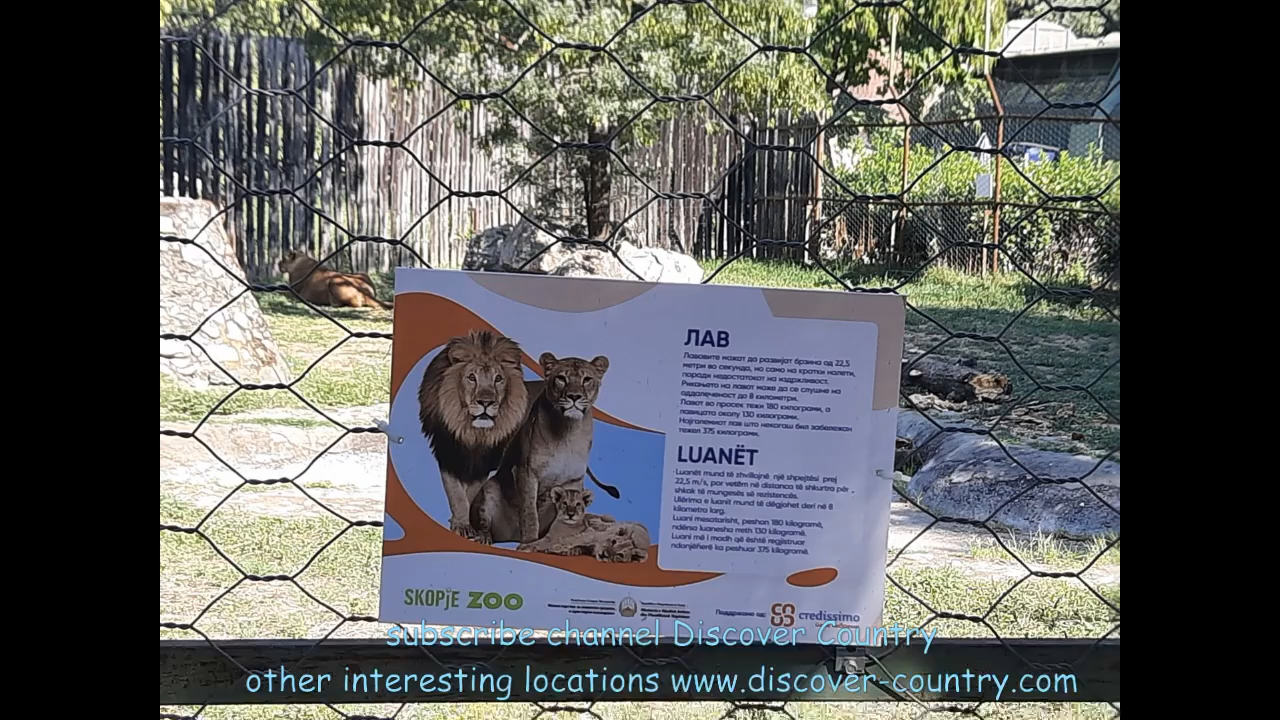 ЛАВ
Лавовите можат да развијат брзина од 22,5
метри во секунда, но само на кратки налети,
поради недостатокот на издржливост.
Рикањето на лавот може да се слушне на
оддалеченост до 8 километри.
Лавот во просек тежи 180 килограми, а
лавицата околу 130 килограми.
Најголемиот лав што некогаш бил забележан
тежел 375 килограми.
LUANËT
Luanët mund të zhvillojnë një shpejtësi prej
22,5 m/s, por vetëm në distanca të shkurtra për
shkak të mungesës së rezistencës.
Ulërima e luanit mund të dëgjohet deri në 8
kilometra larg.
Luani mesatarisht, peshon 180 kilogramë,
ndërsa luanesha rreth 130 kilogramë.
Luani më i madh që është regjistruar
ndonjëherë ka peshuar 375 kilogramë.
SKOPJE ZOO
Поддржано од: credissimo
subscribe channel Discover Country
other interesting locations www.discover-country.com